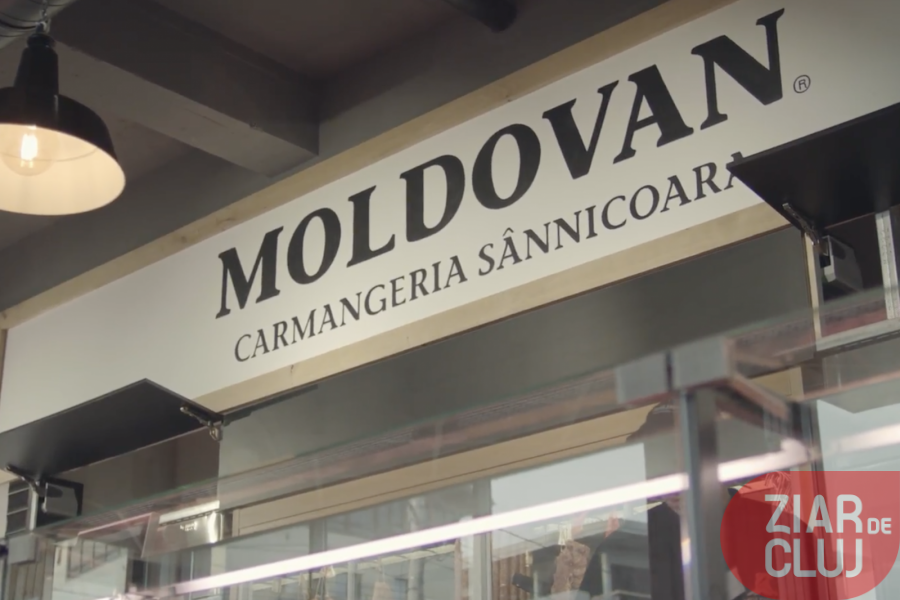 MOLDOVAN®
CARMANGERIA SÂNNICOARA
ZIAR DE
CLUJ